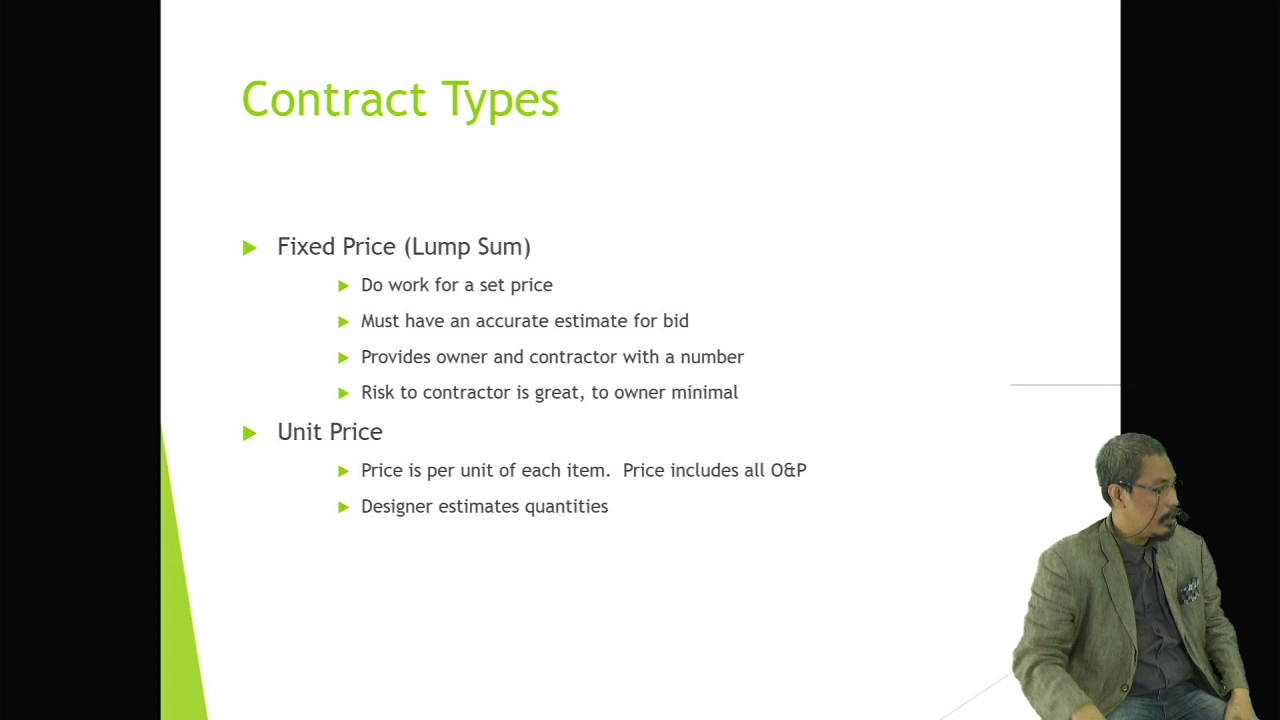 Contract Types
Fixed Price (Lump Sum)
Do work for a set price
Must have an accurate estimate for bid
Provides owner and contractor with a number
Risk to contractor is great, to owner minimal
Unit Price
Price is per unit of each item.  Price includes all O&P
Designer estimates quantities